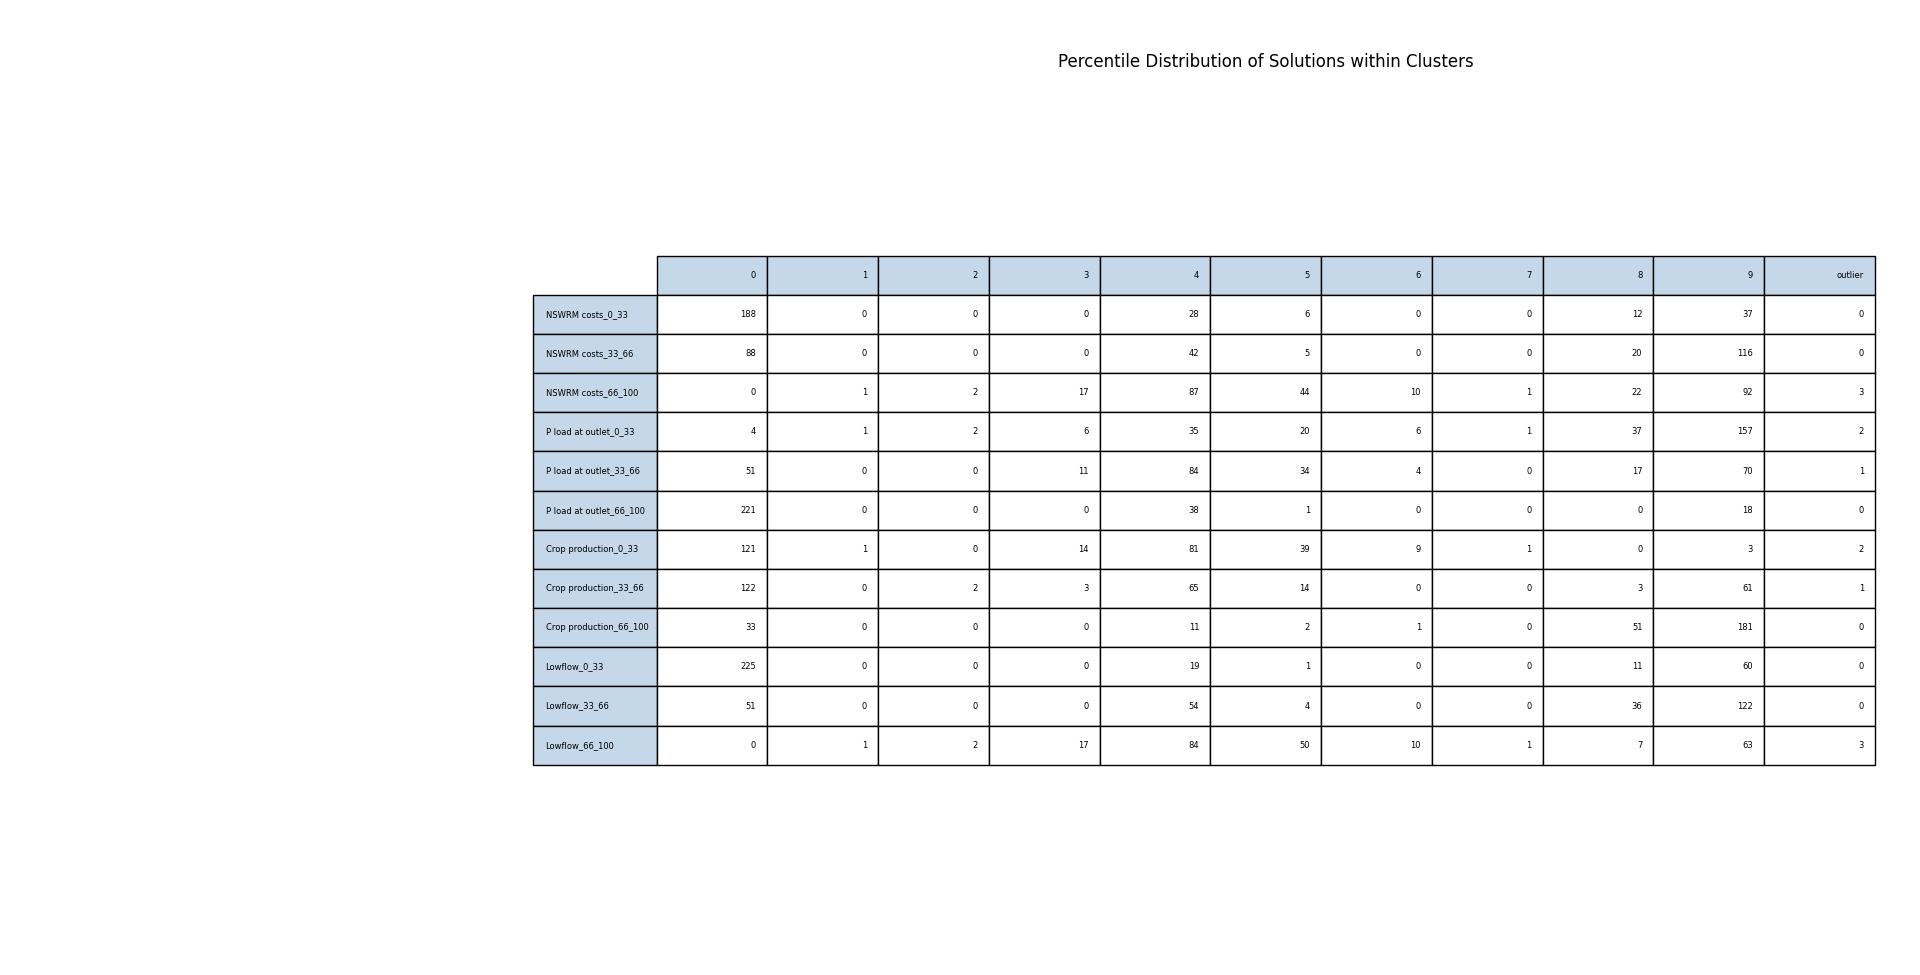 Percentile Distribution of Solutions within Clusters
0 1 2 3 4 5 6 7 8 9 outlier
NSWRM costs_0_33 188 0 0 0 28 6 0 0 12 37 0
NSWRM costs_33_66 88 0 0 0 42 5 0 0 20 116 0
NSWRM costs_66_100 0 1 2 17 87 44 10 1 22 92 3
P load at outlet_0_33 4 1 2 6 35 20 6 1 37 157 2
P load at outlet_33_66 51 0 0 11 84 34 4 0 17 70 1
P load at outlet_66_100 221 0 0 0 38 1 0 0 0 18 0
Crop production_0_33 121 1 0 14 81 39 9 1 0 3 2
Crop production_33_66 122 0 2 3 65 14 0 0 3 61 1
Crop production_66_100 33 0 0 0 11 2 1 0 51 181 0
Lowflow_0_33 225 0 0 0 19 1 0 0 11 60 0
Lowflow_33_66 51 0 0 0 54 4 0 0 36 122 0
Lowflow_66_100 0 1 2 17 84 50 10 1 7 63 3